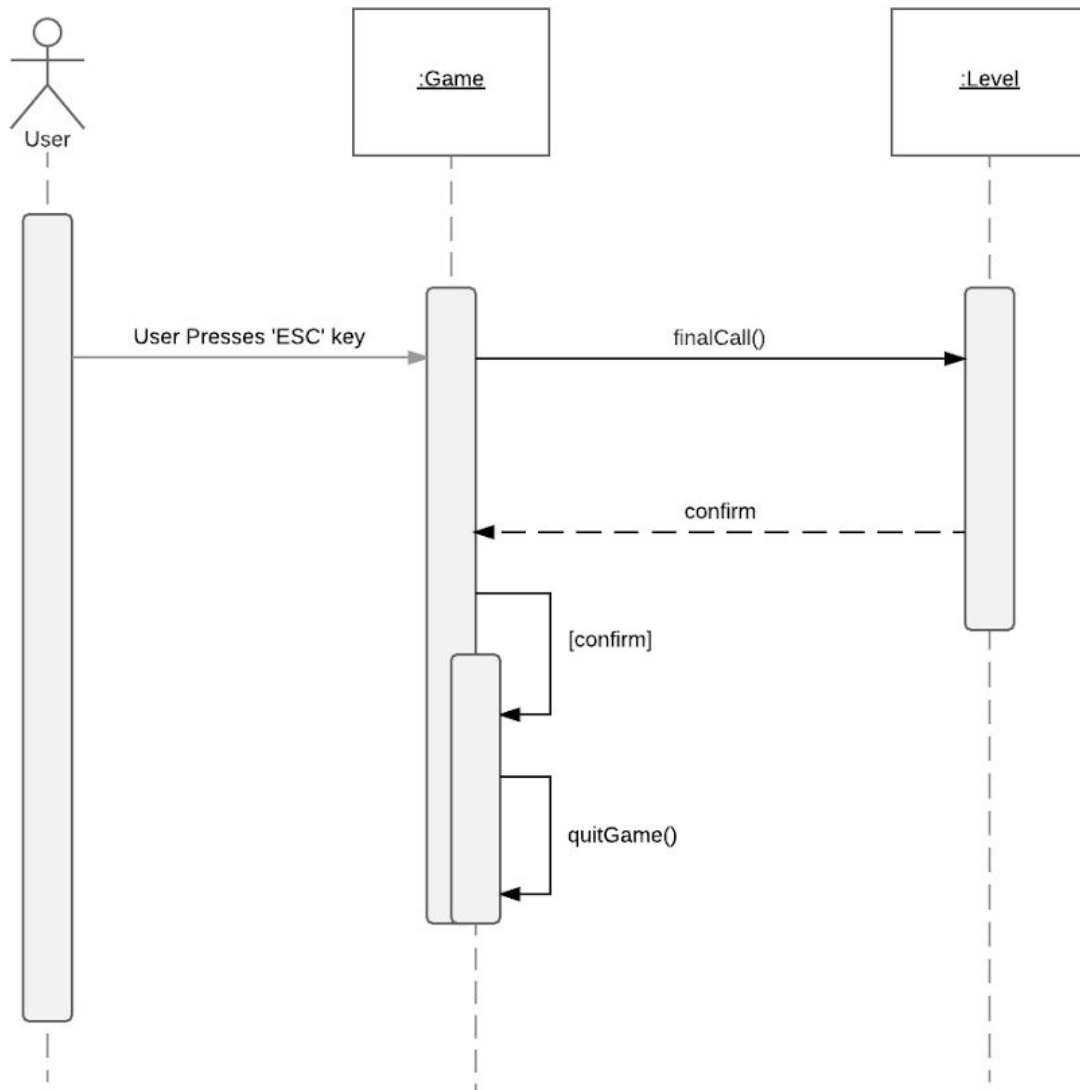 :Game
:Level
User
User Presses 'ESC' key
finalCall()
confirm
[confirm]
quitGame()